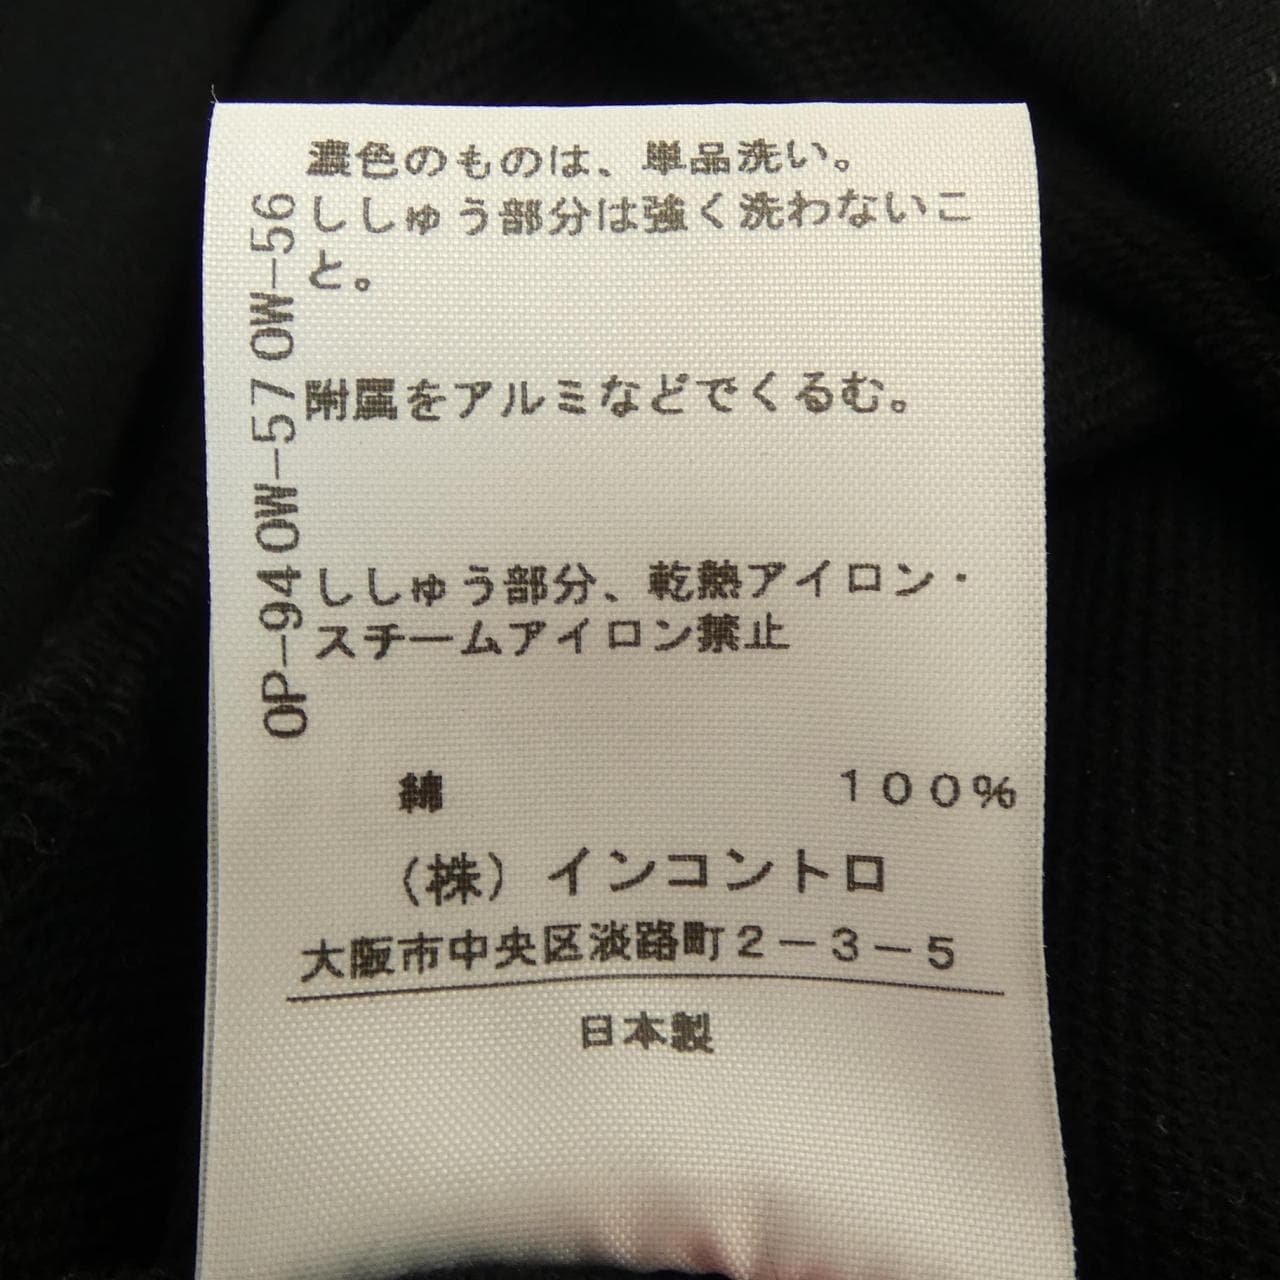 濃色のものは、単品洗い。
ししゅう部分は強く洗わないこ
と。
附属をアルミなどでくるむ。
ししゅう部分、乾熱アイロン・
スチームアイロン禁止
OP-94 OW-57 OW-56
綿 100%
(株)インコントロ
大阪市中央区淡路町2-3-5
日本製